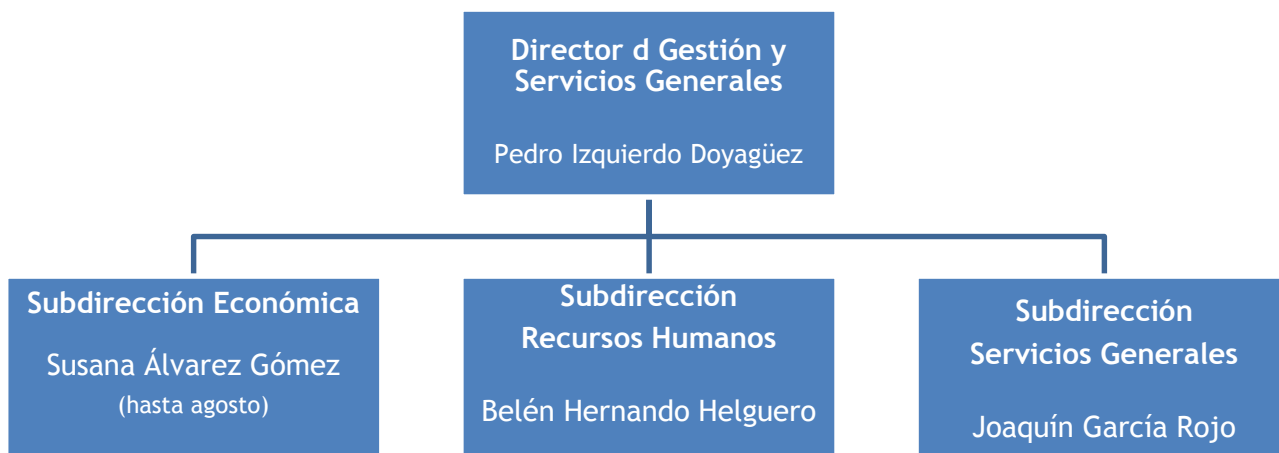 Director d Gestión y
Servicios Generales
Pedro Izquierdo Doyagüez
Subdirección Económica
Susana Álvarez Gómez
(hasta agosto)
Subdirección
Recursos Humanos
Belén Hernando Helguero
Subdirección
Servicios Generales
Joaquín García Rojo